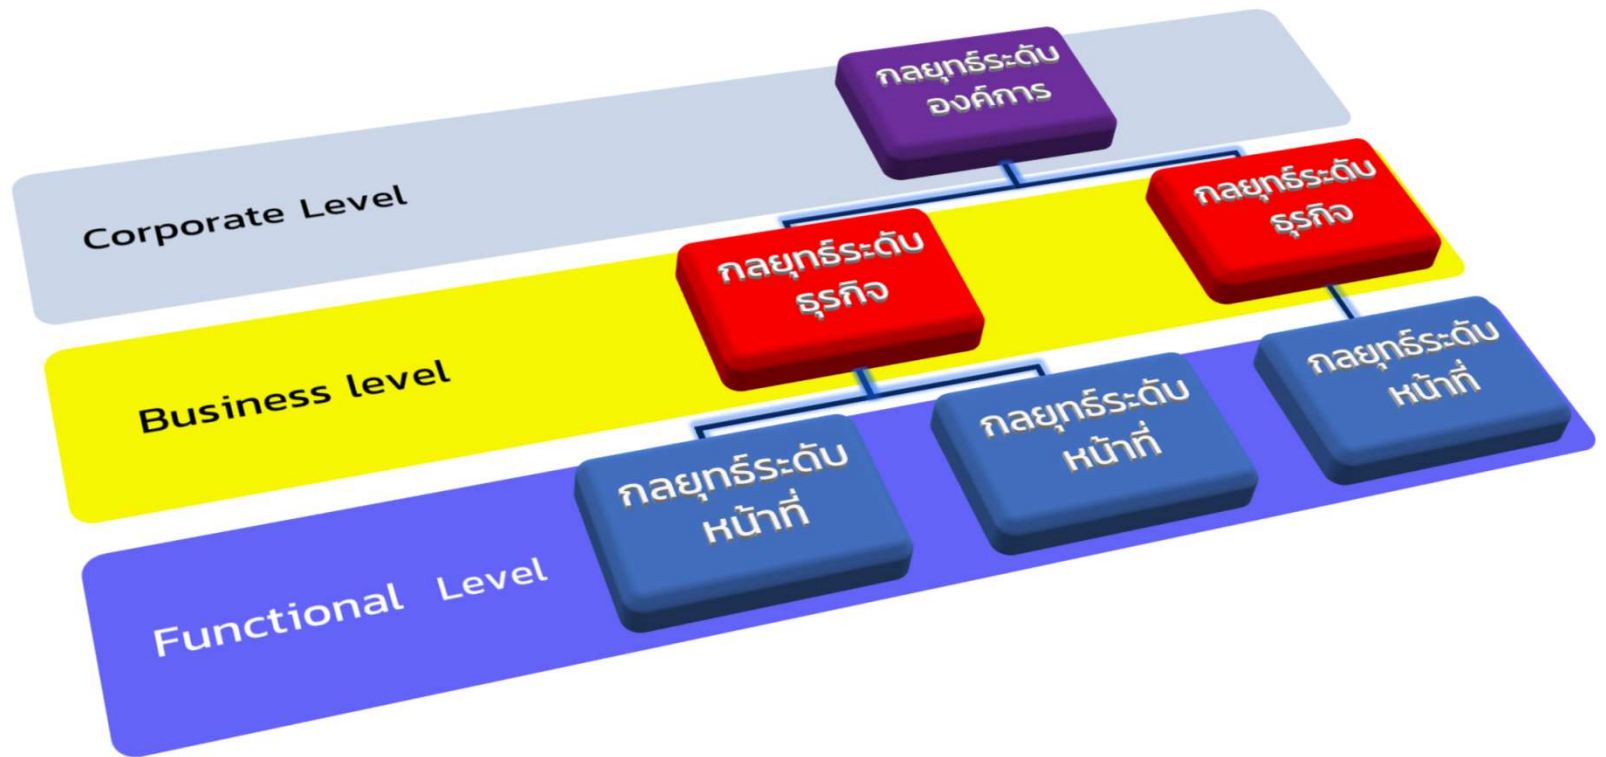 Corporate Level
กลยุทธ์ระดับ
องค์การ
Business level
กลยุทธ์ระดับ
ธุรกิจ
กลยุทธ์ระดับ
ธุรกิจ
Functional Level
กลยุทธ์ระดับ
หน้าที่
กลยุทธ์ระดับ
หน้าที่
กลยุทธ์ระดับ
หน้าที่